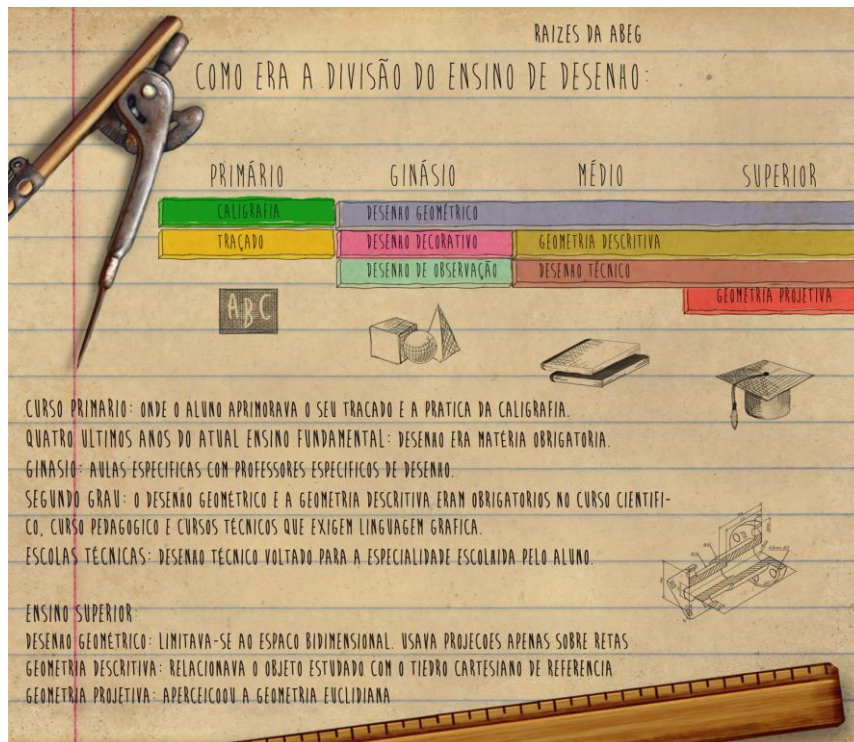 RAIZES DA ABEG
COMO ERA A DIVISÃO DO ENSINO DE DESENHO:
PRIMÁRIO GINÁSIO MÉDIO SUPERIOR
CALIGRAFIA DESENHO GEOMÉTRICO
TRAÇADO DESENHO DECORATIVO GEOMETRIA DESCRITIVA
DESENHO DE OBSERVAÇÃO DESENHO TÉCNICO
GEOMETRIA PROJETIVA
ABC
CURSO PRIMARIO: ONDE O ALUNO APRIMORAVA O SEU TRACADO E A PRATICA DA CALIGRAFIA.
QUATRO ULTIMOS ANOS DO ATUAL ENSINO FUNDAMENTAL: DESENHO ERA MATÉRIA OBRIGATORIA.
GINASIO: AULAS ESPECIFICAS COM PROFESSORES ESPECIFICOS DE DESENHO.
SEGUNDO GRAU: O DESENHO GEOMÉTRICO E A GEOMETRIA DESCRITIVA ERAM OBRIGATORIOS NO CURSO CIENTIFI-
CO, CURSO PEDAGOGICO E CURSOS TÉCNICOS QUE EXIGEM LINGUAGEM GRAFICA.
ESCOLAS TÉCNICAS: DESENHO TÉCNICO VOLTADO PARA A ESPECIALIDADE ESCOLHIDA PELO ALUNO.
ENSINO SUPERIOR:
DESENHO GEOMÉTRICO: LIMITAVA-SE AO ESPACO BIDIMENSIONAL. USAVA PROJECOES APENAS SOBRE RETAS
GEOMETRIA DESCRITIVA: RELACIONAVA O OBJETO ESTUDADO COM O TIEDRO CARTESIANO DE REFERENCIA
GEOMETRIA PROJETIVA: APERCEICOOU A GEOMETRIA EUCLIDIANA